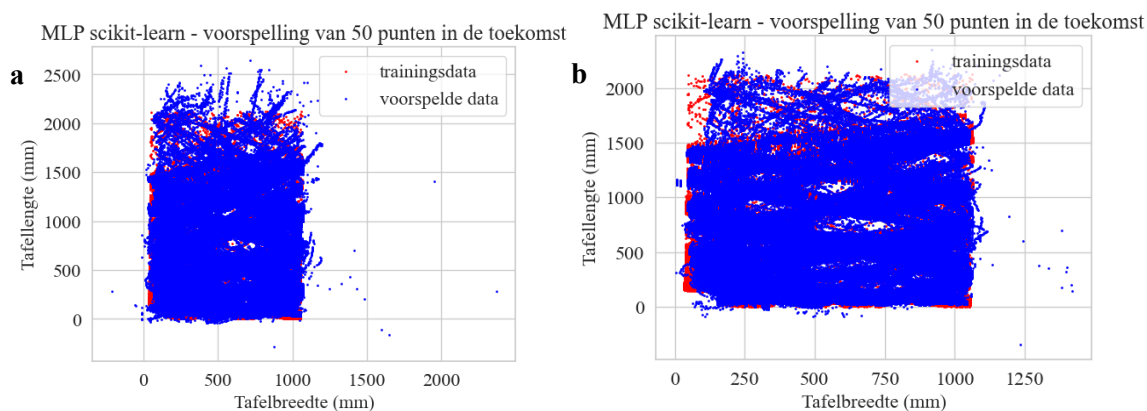 MLP scikit-learn - voorspelling van 50 punten in de toekomst
a
trainingsdata
voorspelde data
2500
2000
1500
1000
500
0
Tafellengte (mm)
0 500 1000 1500 2000
Tafelbreedte (mm)
MLP scikit-learn - voorspelling van 50 punten in de toekomst
b
trainingsdata
voorspelde data
2000
1500
1000
500
0
Tafellengte (mm)
0 250 500 750 1000 1250
Tafelbreedte (mm)